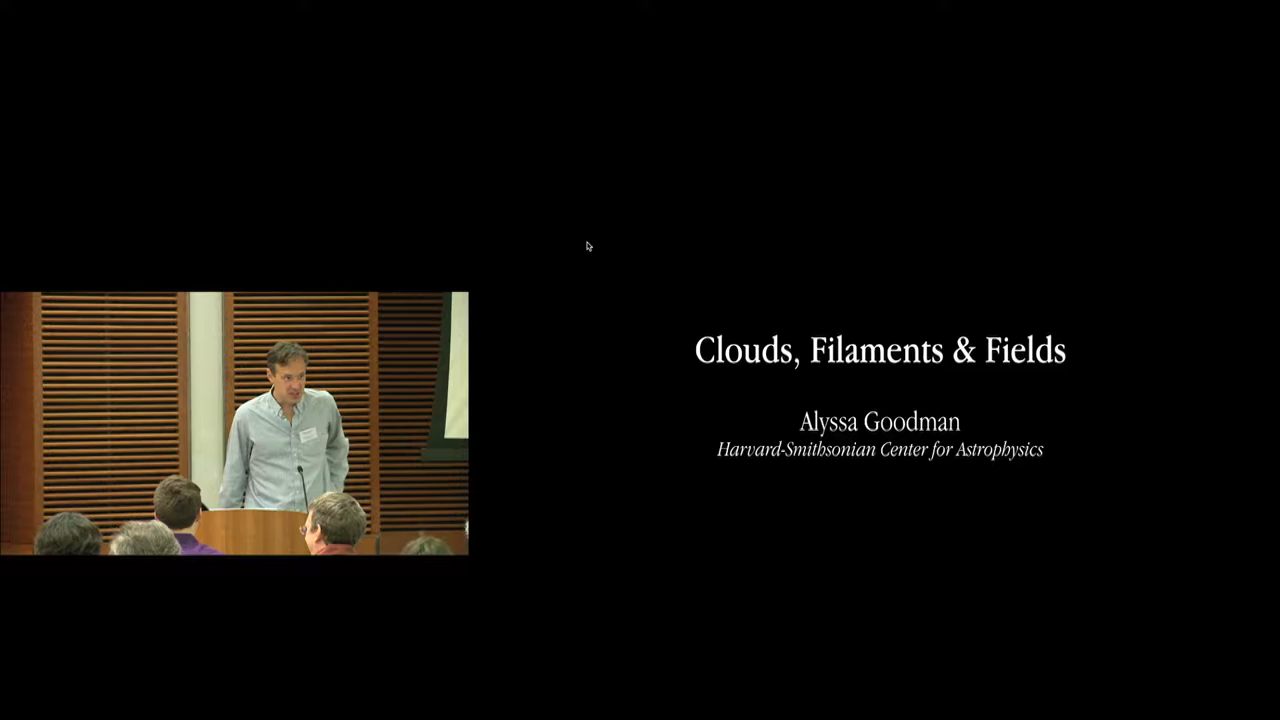 Clouds, Filaments & Fields
Alyssa Goodman
Harvard-Smithsonian Center for Astrophysics